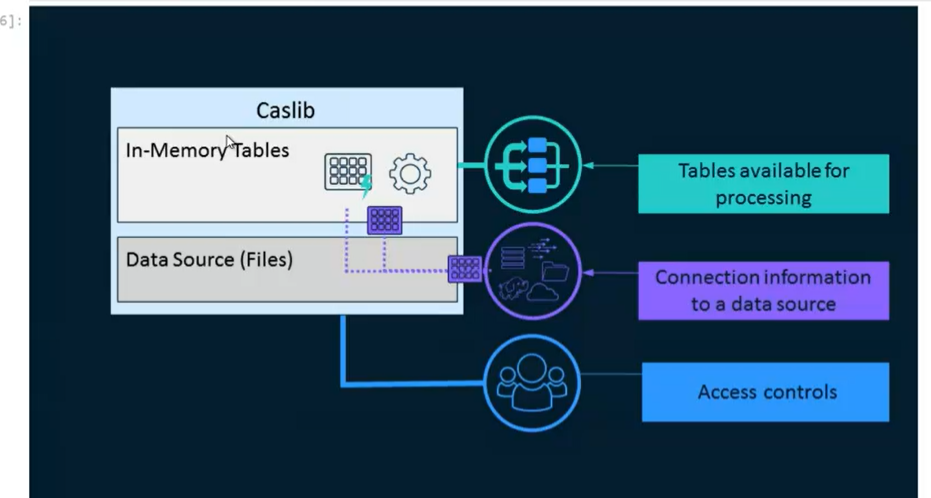 6]:
Caslib
In-Memory Tables
Data Source (Files)
Tables available for
processing
Connection information
to a data source
Access controls